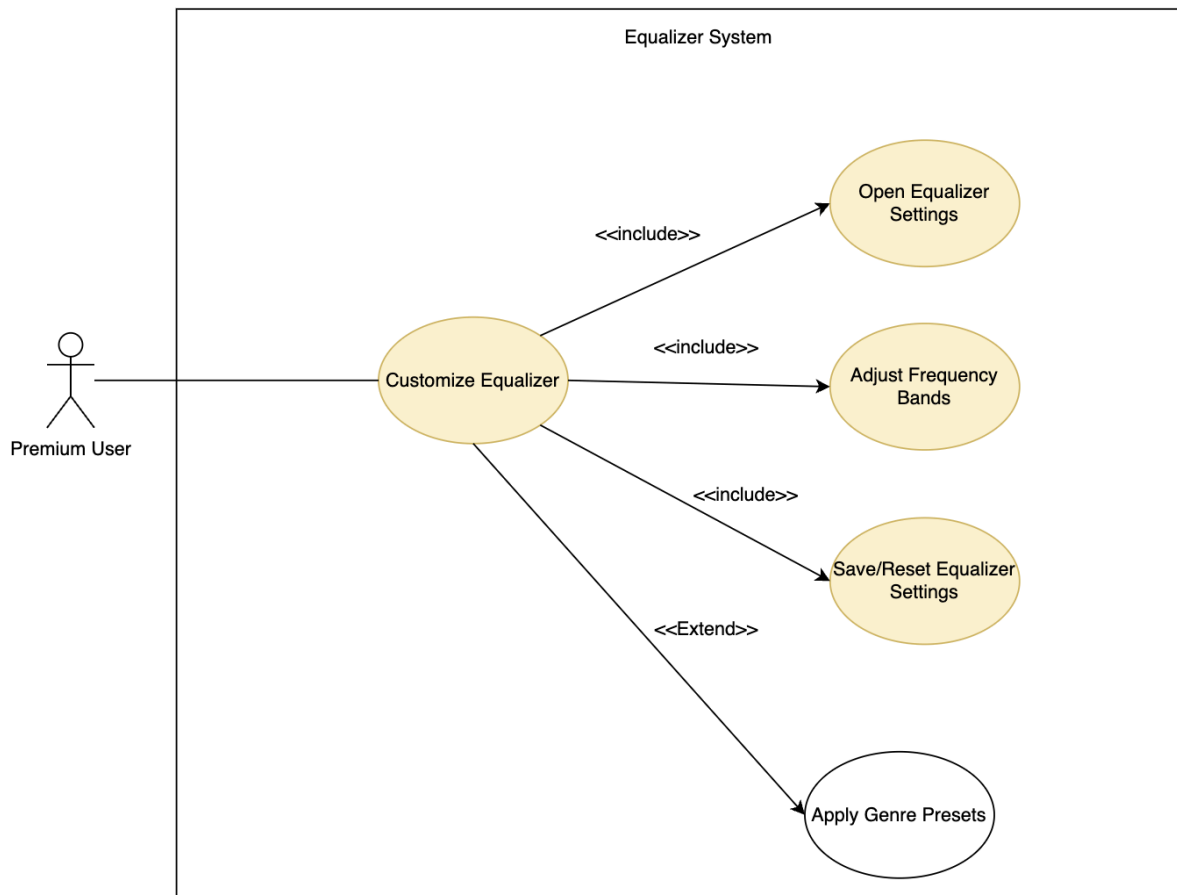 Equalizer System
Open Equalizer
Settings
<<include>>
<<include>>
Customize Equalizer
Adjust Frequency
Bands
Premium User
<<include>>
Save/Reset Equalizer
Settings
<<Extend>>
Apply Genre Presets